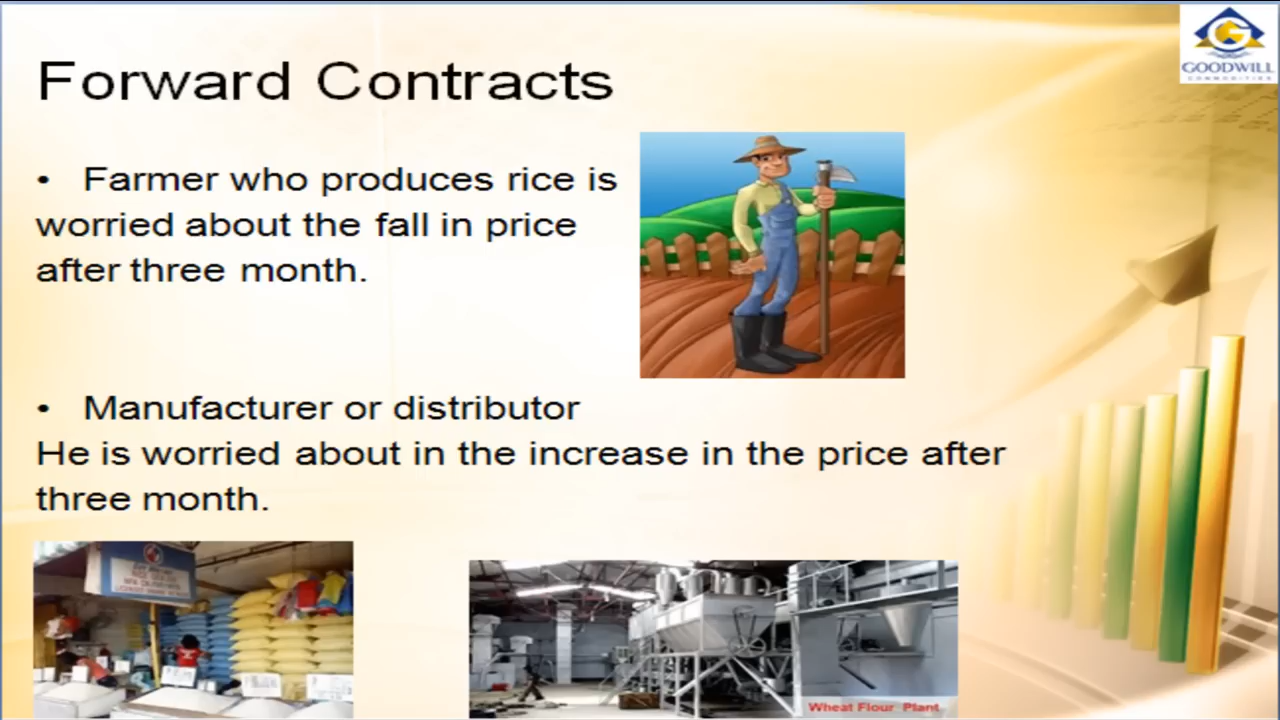 GOODWILL
COMMODITIES
Forward Contracts
• Farmer who produces rice is
worried about the fall in price
after three month.
• Manufacturer or distributor
He is worried about in the increase in the price after
three month.
RICE
Wheat Flour Plant